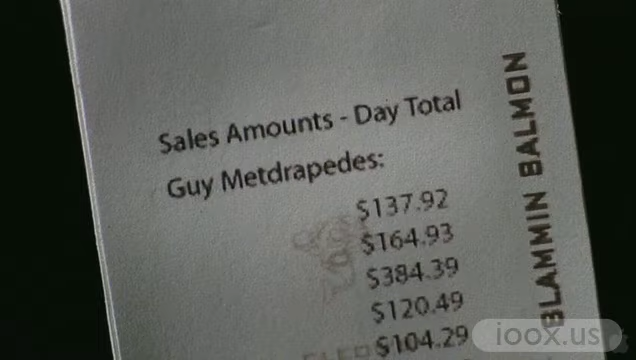 Sales Amounts - Day Total
Guy Metdrapedes:
$137.92
$164.93
$384.39
$120.49
$104.29
BLAMMIN BALMON
ioox.us